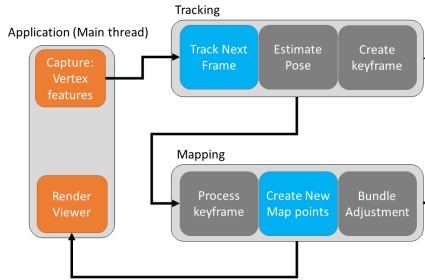 Tracking
Application (Main thread)
Capture:
Vertex
features
Track Next
Frame
Estimate
Pose
Create
keyframe
Mapping
Render
Viewer
Process
keyframe
Create New
Map points
Bundle
Adjustment